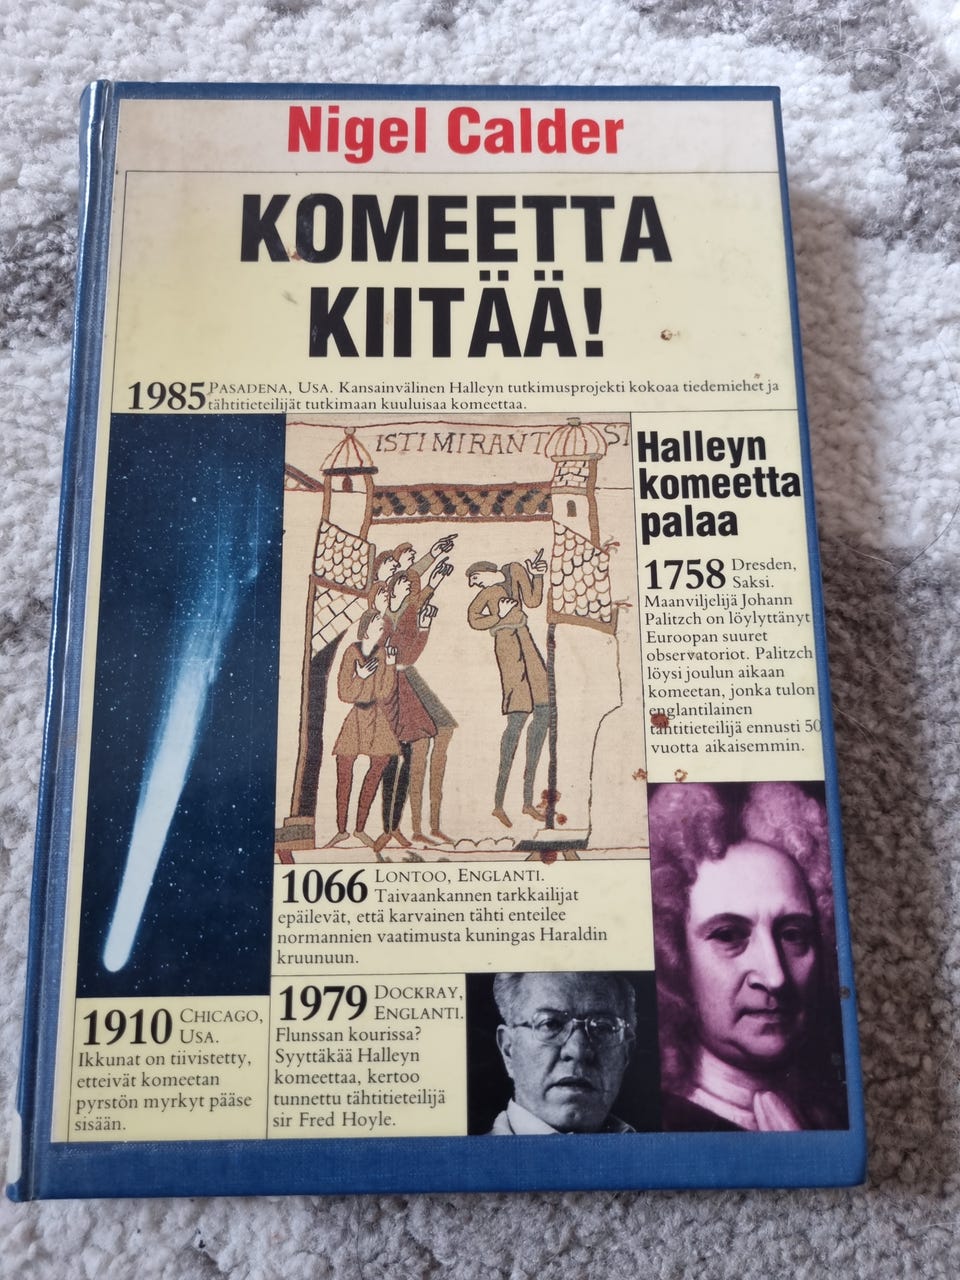 Nigel Calder
KOMEETTA
KIITÄÄ!
1985 PASADENA, USA. Kansainvälinen Halleyn tutkimusprojekti kokoaa tiedemiehet ja
tähtitieteilijät tutkimaan kuuluisaa komeettaa.
ISTI MIRANT ST
Halleyn
komeetta
palaa
1758 Dresden,
Saksi.
Maanviljelijä Johann
Palitzch on löylyttänyt
Euroopan suuret
observatoriot. Palitzch
löysi joulun aikaan
komeetan, jonka tulon
englantilainen
tähtitieteilijä ennusti 50
vuotta aikaisemmin.
1066 LONTOO, ENGLANTI.
Taivaankannen tarkkailijat
epäilevät, että karvainen tähti enteilee
normannien vaatimusta kuningas Haraldin
kruunuun.
1910 CHICAGO,
USA.
Ikkunat on tiivistetty,
etteivät komeetan
pyrstön myrkyt pääse
sisään.
1979 DOCKRAY,
ENGLANTI.
Flunssan kourissa?
Syyttäkää Halleyn
komeettaa, kertoo
tunnettu tähtitieteilijä
sir Fred Hoyle.